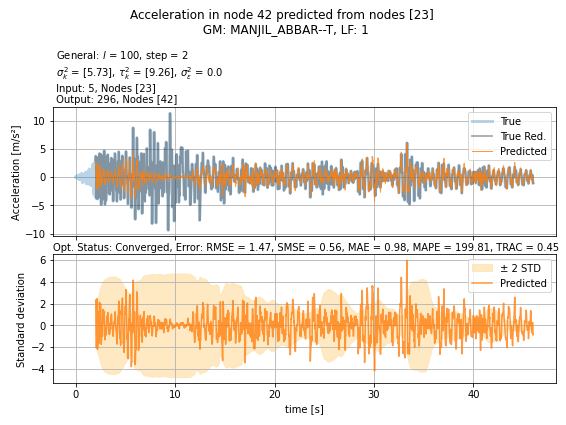 Acceleration in node 42 predicted from nodes [23]
GM: MANJIL_ABBAR--T, LF: 1
General: l = 100, step = 2
σ²ₖ = [5.73], τ²ₖ = [9.26], σ²ε = 0.0
Input: 5, Nodes [23]
Output: 296, Nodes [42]
Acceleration [m/s²]
10
5
0
−5
−10
True
True Red.
Predicted
Opt. Status: Converged, Error: RMSE = 1.47, SMSE = 0.56, MAE = 0.98, MAPE = 199.81, TRAC = 0.45
Standard deviation
6
4
2
0
−2
−4
± 2 STD
Predicted
0 10 20 30 40
time [s]